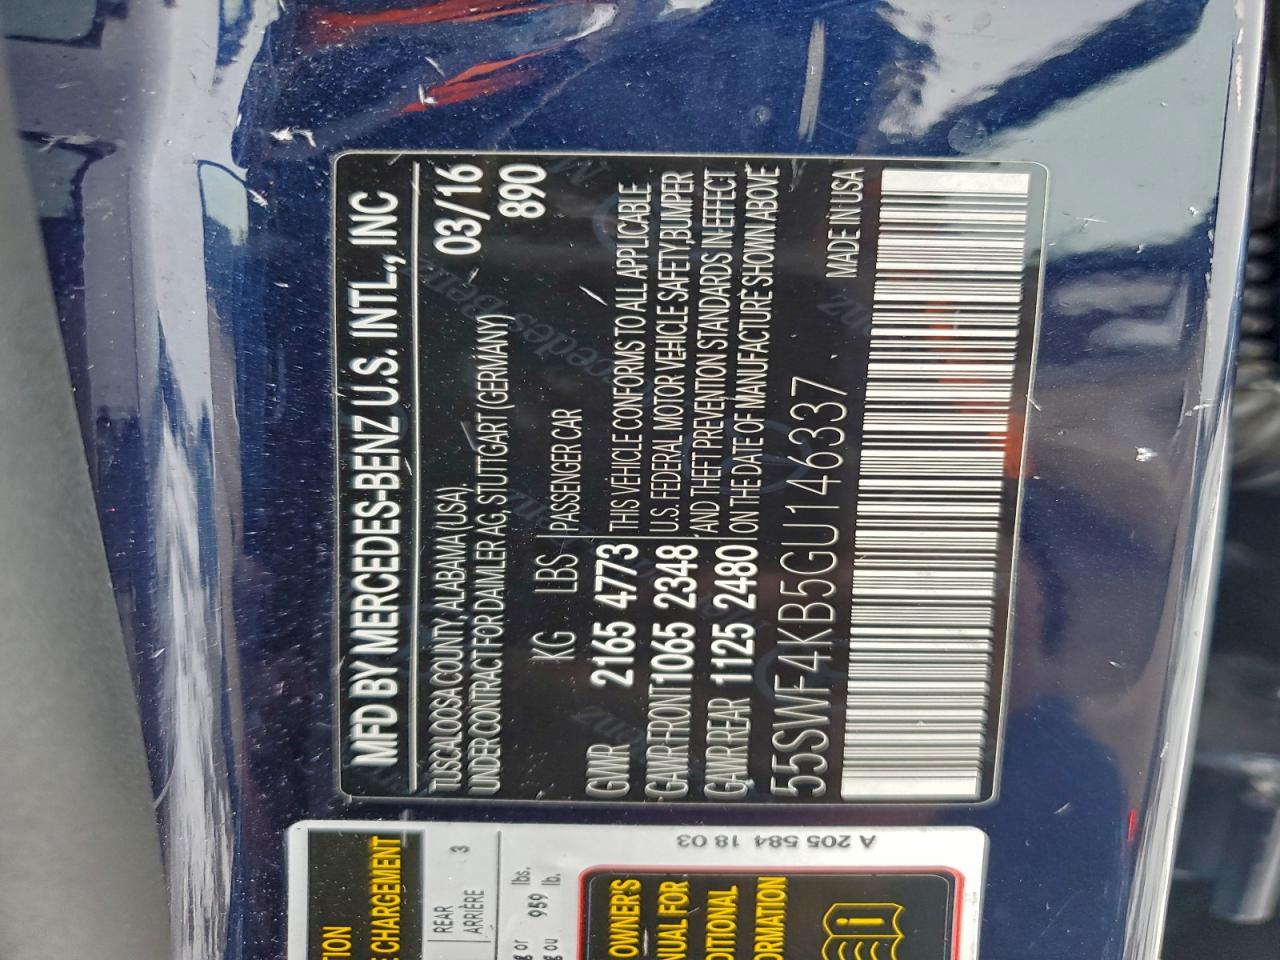 MFD BY MERCEDES-BENZ U.S. INTL., INC
TUSCALOOSA COUNTY, ALABAMA (USA), 03/16
UNDER CONTRACT FOR DAIMLER AG, STUTTGART (GERMANY) 890
KG LBS PASSENGER CAR
GVWR 2165 4773 THIS VEHICLE CONFORMS TO ALL APPLICABLE
GAWR FRONT 1065 2348 U.S. FEDERAL MOTOR VEHICLE SAFETY, BUMPER
AND THEFT PREVENTION STANDARDS IN EFFECT
GAWR REAR 1125 2480 ON THE DATE OF MANUFACTURE SHOWN ABOVE
55SWF4KB5GU146337 MADE IN USA
TION
E CHARGEMENT
REAR 3
ARRIÈRE
g or lbs.
959
g ou lb.
A 205 584 18 03
OWNER'S
NUAL FOR
DITIONAL
ORMATION
i